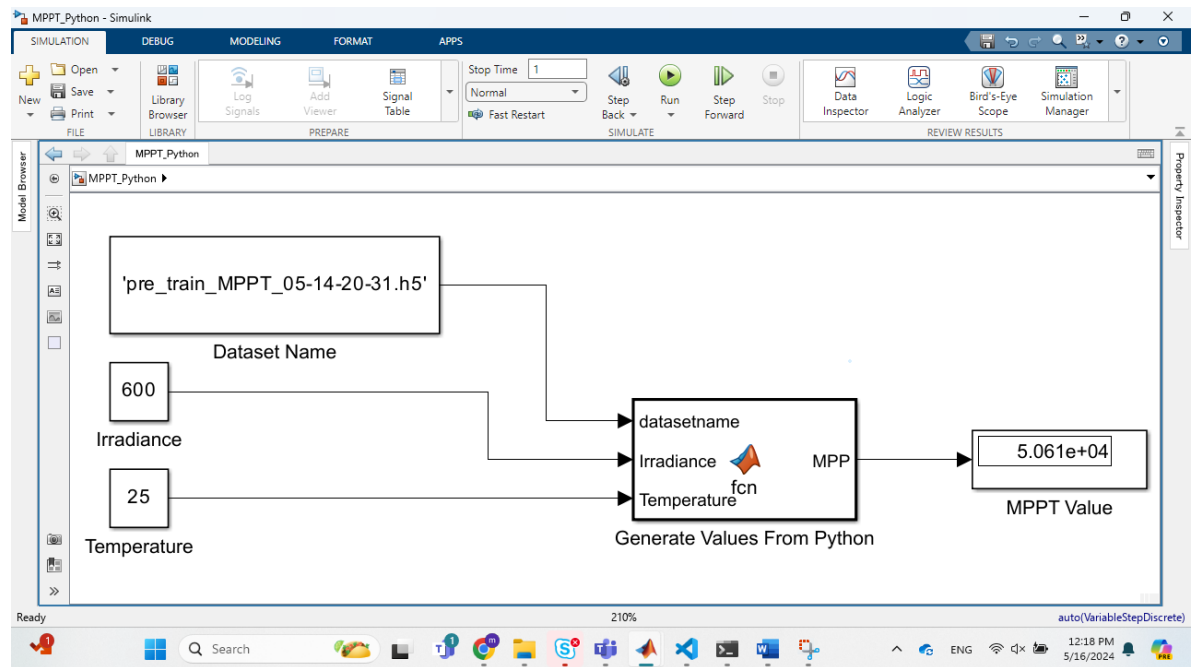 MPPT_Python - Simulink
SIMULATION DEBUG MODELING FORMAT APPS
New
Open
Save
Print
FILE
Library Browser
LIBRARY
Log Signals
Add Viewer
Signal Table
PREPARE
Stop Time 1
Normal
Fast Restart
Step Back
Run
Step Forward
Stop
SIMULATE
Data Inspector
Logic Analyzer
Bird's-Eye Scope
Simulation Manager
REVIEW RESULTS
Model Browser
MPPT_Python
MPPT_Python
Property Inspector
'pre_train_MPPT_05-14-20-31.h5'
Dataset Name
600
Irradiance
25
Temperature
datasetname
Irradiance
Temperature
fcn
MPP
Generate Values From Python
5.061e+04
MPPT Value
Ready 210% auto(VariableStepDiscrete)
Search
ENG
12:18 PM
5/16/2024